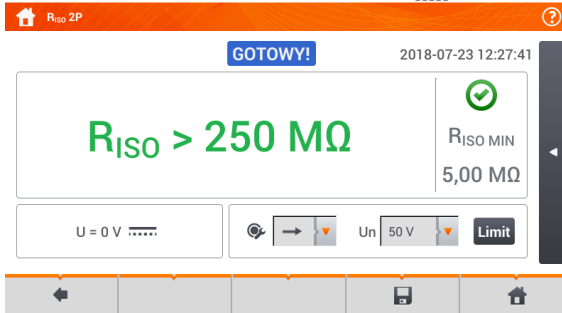 R ISO 2P
?
GOTOWY!
2018-07-23 12:27:41
RISO > 250 MΩ
RISO MIN
5,00 MΩ
U = 0 V
Un 50 V Limit